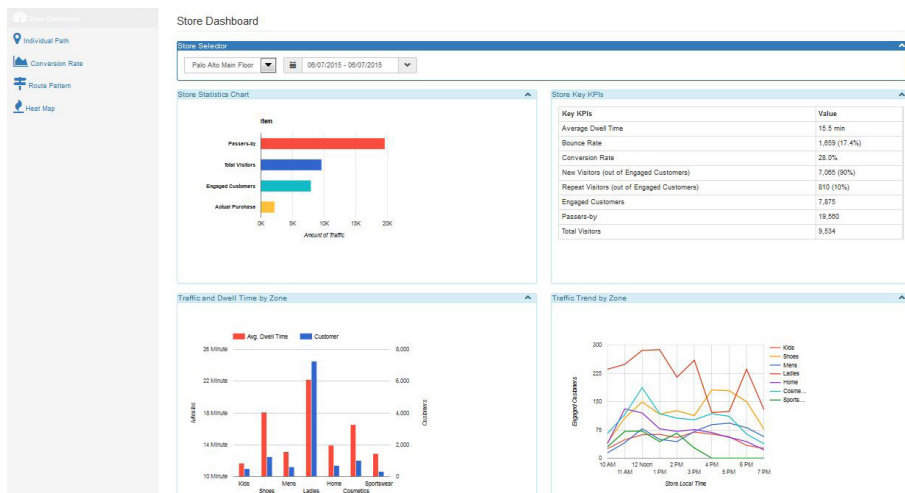 Store Dashboard
Individual Path
Conversion Rate
Route Pattern
Heat Map
Store Dashboard
Store Selector
Palo Alto Main Floor
06/07/2015 - 06/07/2015
Store Statistics Chart
Item
Passers-by
Total Visitors
Engaged Customers
Actual Purchase
0K 5K 10K 15K 20K
Amount of Traffic
Store Key KPIs
Key KPIs Value
Average Dwell Time 15.5 min
Bounce Rate 1,659 (17.4%)
Conversion Rate 28.0%
New Visitors (out of Engaged Customers) 7,065 (90%)
Repeat Visitors (out of Engaged Customers) 810 (10%)
Engaged Customers 7,875
Passers-by 19,550
Total Visitors 9,534
Traffic and Dwell Time by Zone
Avg. Dwell Time Customer
26 Minute 8,000
22 Minute 6,000
18 Minute 4,000
14 Minute 2,000
10 Minute 0
Minutes
Customers
Kids Mens Home Sportswear
Shoes Ladies Cosmetics
Traffic Trend by Zone
300
225
150
75
0
Engaged Customers
Kids
Shoes
Mens
Ladies
Home
Cosme...
Sports...
10 AM 12 Noon 2 PM 4 PM 6 PM
11 AM 1 PM 3 PM 5 PM 7 PM
Store Local Time